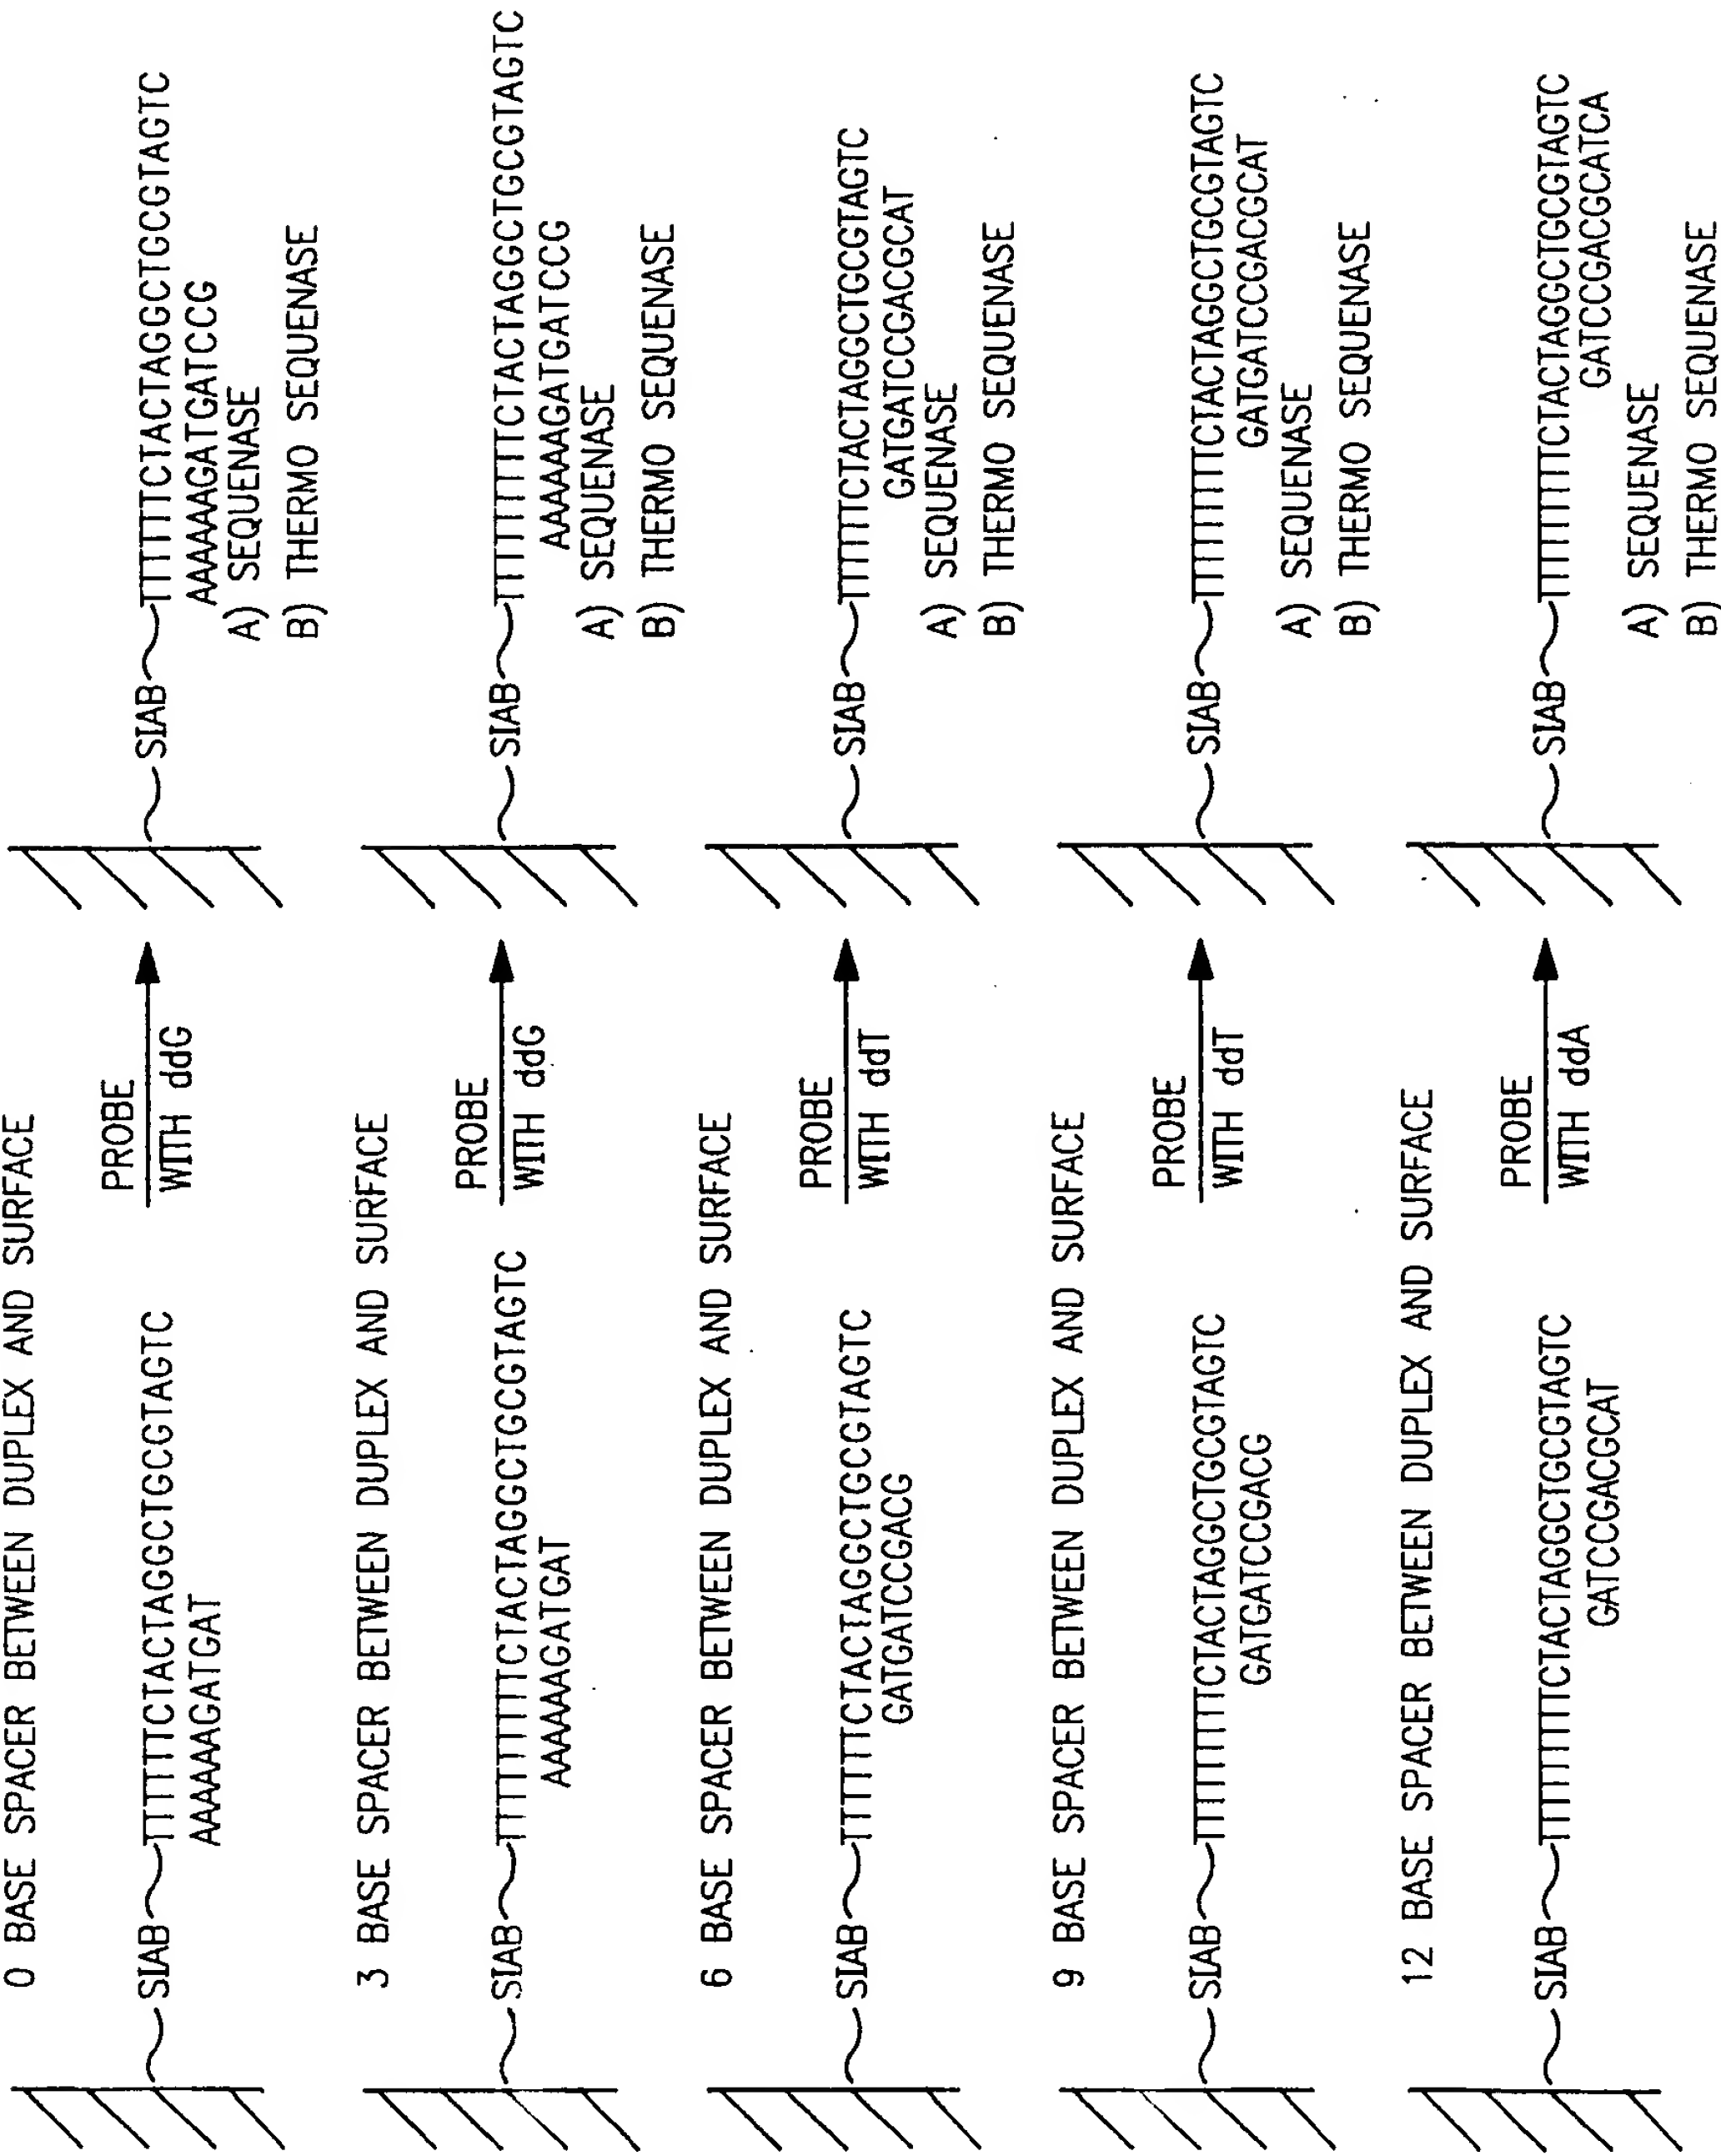 0 BASE SPACER BETWEEN DUPLEX AND SURFACE
SIAB
TTTTTTCTACTAGGCTGCGTAGTC
AAAAAGATGAT
PROBE
WITH ddG
SIAB
TTTTTTCTACTAGGCTGCGTAGTC
AAAAAGATGATCCG
A) SEQUENASE
B) THERMO SEQUENASE
3 BASE SPACER BETWEEN DUPLEX AND SURFACE
SIAB
TTTTTTTTTCTACTAGGCTGCGTAGTC
AAAAAGATGAT
PROBE
WITH ddG
SIAB
TTTTTTTTTCTACTAGGCTGCGTAGTC
AAAAAGATGATCCG
A) SEQUENASE
B) THERMO SEQUENASE
6 BASE SPACER BETWEEN DUPLEX AND SURFACE
SIAB
TTTTTTCTACTAGGCTGCGTAGTC
GATGATCCGACG
PROBE
WITH ddT
SIAB
TTTTTTCTACTAGGCTGCGTAGTC
GATGATCCGACGCAT
A) SEQUENASE
B) THERMO SEQUENASE
9 BASE SPACER BETWEEN DUPLEX AND SURFACE
SIAB
TTTTTTTTTCTACTAGGCTGCGTAGTC
GATGATCCGACG
PROBE
WITH ddT
SIAB
TTTTTTTTTCTACTAGGCTGCGTAGTC
GATGATCCGACGCAT
A) SEQUENASE
B) THERMO SEQUENASE
12 BASE SPACER BETWEEN DUPLEX AND SURFACE
SIAB
TTTTTTTTTCTACTAGGCTGCGTAGTC
GATCCGACGCAT
PROBE
WITH ddA
SIAB
TTTTTTTTTCTACTAGGCTGCGTAGTC
GATCCGACGCATCA
A) SEQUENASE
B) THERMO SEQUENASE